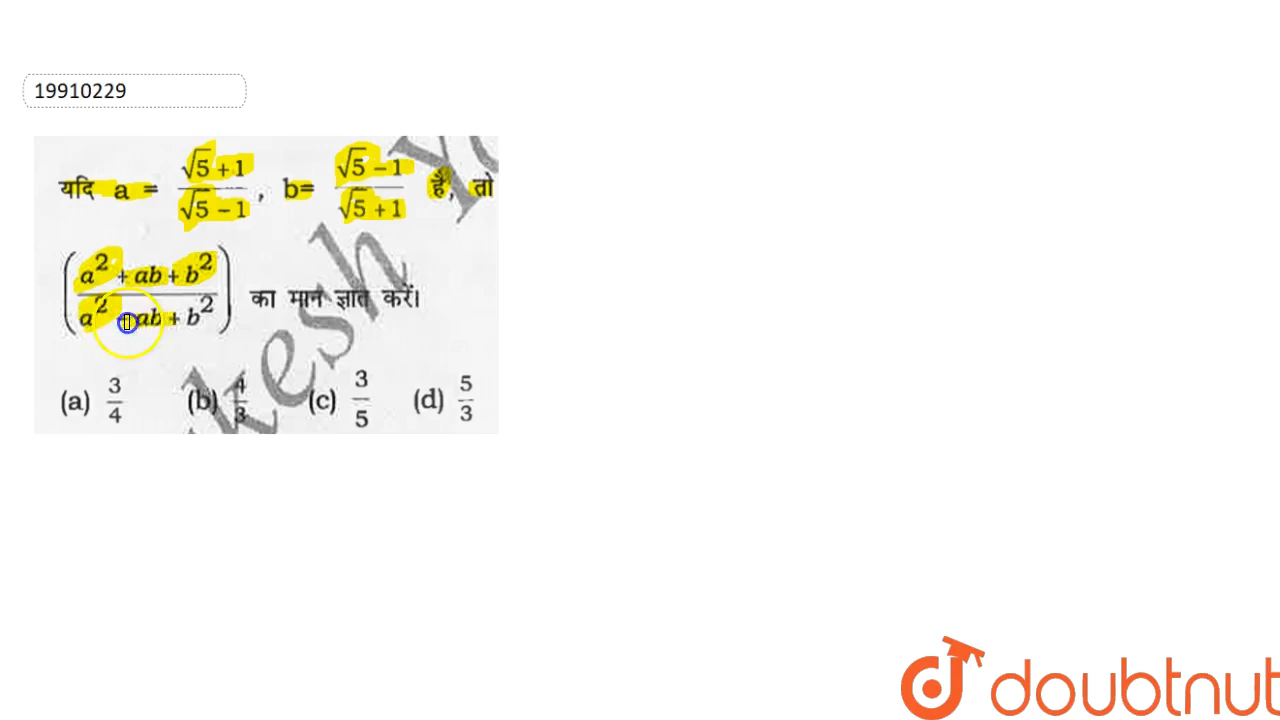 19910229
यदि a = (√5 + 1)/(√5 − 1), b= (√5 − 1)/(√5 + 1) है, तो
((a² + ab + b²)/(a² + ab + b²)) का मान ज्ञात करें।
(a) 3/4 (b) 4/3 (c) 3/5 (d) 5/3
doubtnut